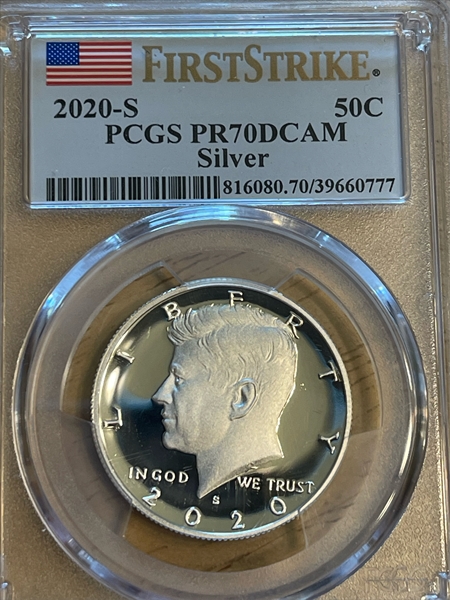 FIRSTSTRIKE®
2020-S 50C
PCGS PR70DCAM
Silver
816080.70/39660777
LIBERTY
IN GOD WE TRUST
S
2020